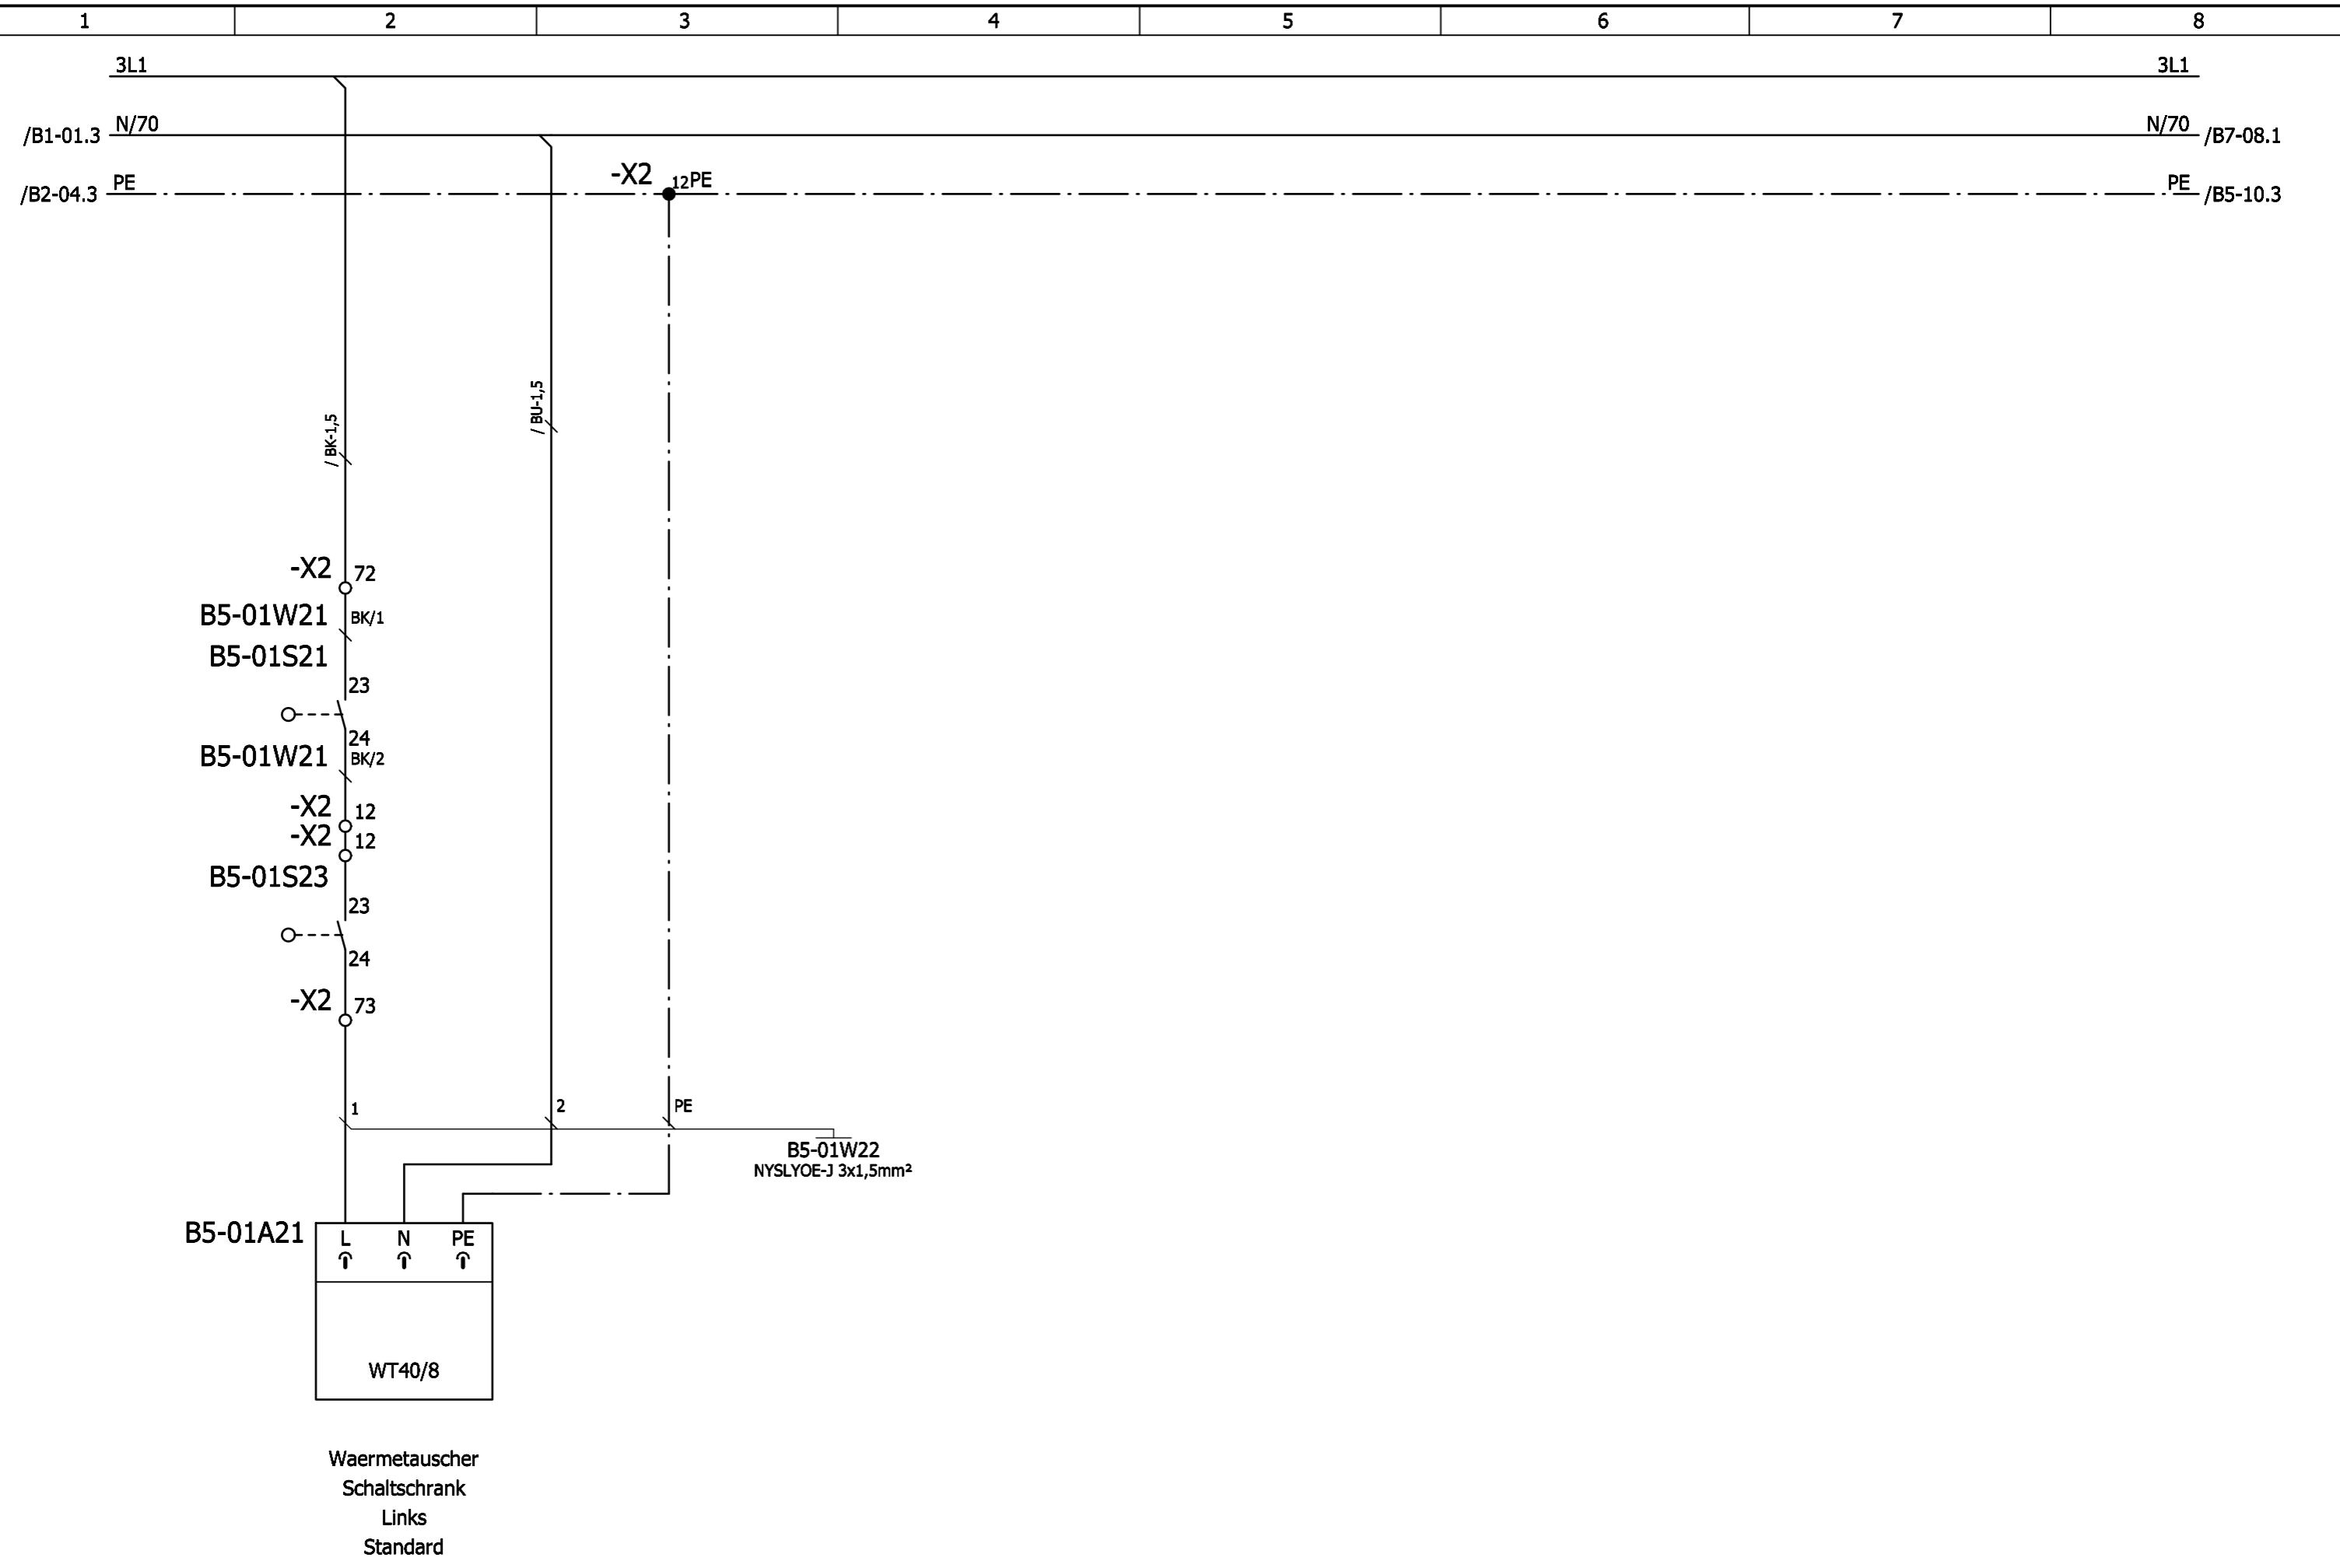 1 2 3 4 5 6 7 8
3L1 3L1
/B1-01.3 N/70 N/70 /B7-08.1
/B2-04.3 PE -X2 12PE PE /B5-10.3
/ BK-1,5
/ BU-1,5
-X2 72
B5-01W21 BK/1
B5-01S21
23
24
B5-01W21 BK/2
-X2 12
-X2 12
B5-01S23
23
24
-X2 73
1 2 PE
B5-01W22
NYSLYOE-J 3x1,5mm²
B5-01A21 L N PE
WT40/8
Waermetauscher
Schaltschrank
Links
Standard